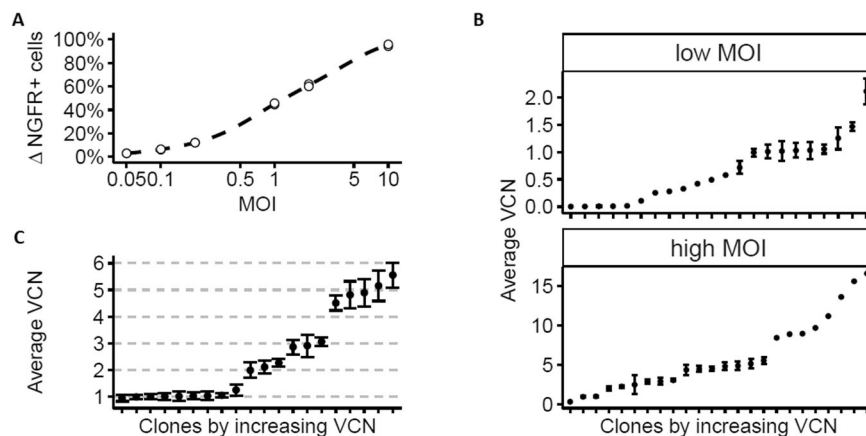 A
Δ NGFR+ cells
100%
80%
60%
40%
20%
0%
0.050.1 0.5 1 5 10
MOI
B
low MOI
2.0
1.5
1.0
0.5
0.0
high MOI
15
10
5
0
Average VCN
Clones by increasing VCN
C
Average VCN
6
5
4
3
2
1
Clones by increasing VCN